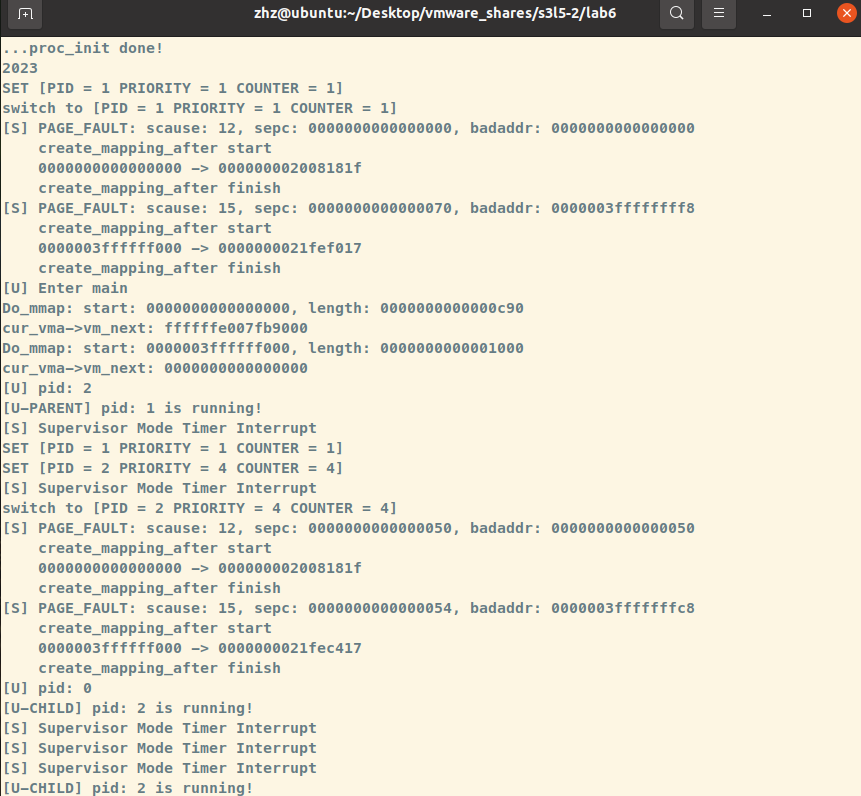 zhz@ubuntu:~/Desktop/vmware_shares/s3l5-2/lab6
...proc_init done!
2023
SET [PID = 1 PRIORITY = 1 COUNTER = 1]
switch to [PID = 1 PRIORITY = 1 COUNTER = 1]
[S] PAGE_FAULT: scause: 12, sepc: 0000000000000000, badaddr: 0000000000000000
    create_mapping_after start
    0000000000000000 -> 000000002008181f
    create_mapping_after finish
[S] PAGE_FAULT: scause: 15, sepc: 0000000000000070, badaddr: 0000003ffffffff8
    create_mapping_after start
    0000003ffffff000 -> 0000000021fef017
    create_mapping_after finish
[U] Enter main
Do_mmap: start: 0000000000000000, length: 0000000000000c90
cur_vma->vm_next: ffffffe007fb9000
Do_mmap: start: 0000003ffffff000, length: 0000000000001000
cur_vma->vm_next: 0000000000000000
[U] pid: 2
[U-PARENT] pid: 1 is running!
[S] Supervisor Mode Timer Interrupt
SET [PID = 1 PRIORITY = 1 COUNTER = 1]
SET [PID = 2 PRIORITY = 4 COUNTER = 4]
[S] Supervisor Mode Timer Interrupt
switch to [PID = 2 PRIORITY = 4 COUNTER = 4]
[S] PAGE_FAULT: scause: 12, sepc: 0000000000000050, badaddr: 0000000000000050
    create_mapping_after start
    0000000000000000 -> 000000002008181f
    create_mapping_after finish
[S] PAGE_FAULT: scause: 15, sepc: 0000000000000054, badaddr: 0000003fffffffc8
    create_mapping_after start
    0000003ffffff000 -> 0000000021fec417
    create_mapping_after finish
[U] pid: 0
[U-CHILD] pid: 2 is running!
[S] Supervisor Mode Timer Interrupt
[S] Supervisor Mode Timer Interrupt
[S] Supervisor Mode Timer Interrupt
[U-CHILD] pid: 2 is running!